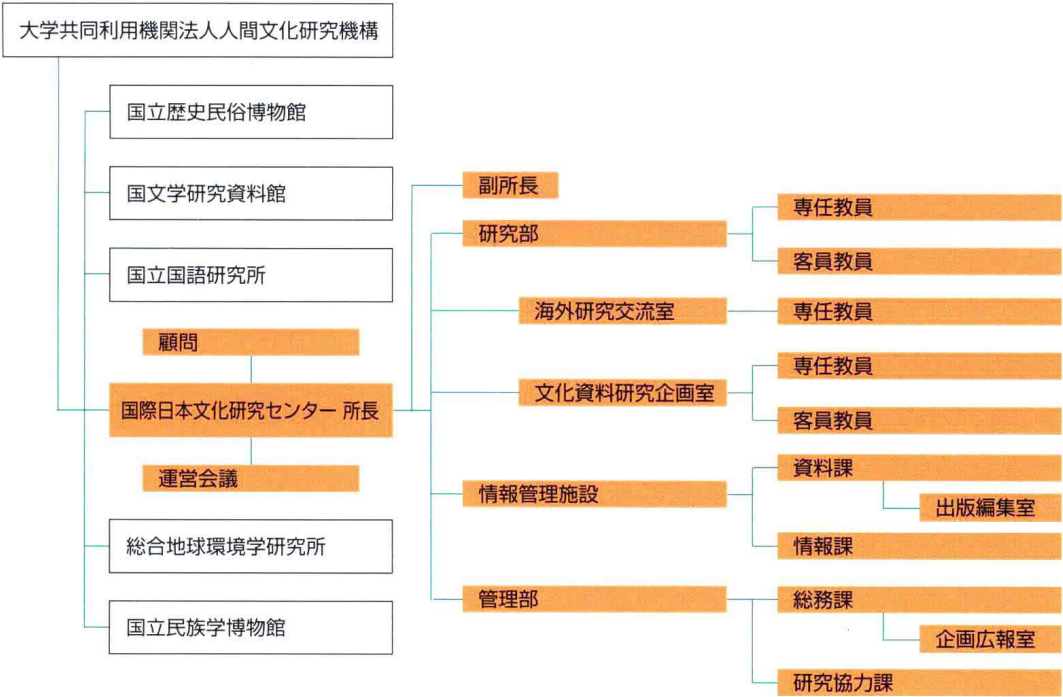 大学共同利用機関法人人間文化研究機構
国立歴史民俗博物館
国文学研究資料館
国立国語研究所
顧問
国際日本文化研究センター 所長
運営会議
総合地球環境学研究所
国立民族学博物館
副所長
研究部
専任教員
客員教員
海外研究交流室
専任教員
文化資料研究企画室
専任教員
客員教員
情報管理施設
資料課
出版編集室
情報課
管理部
総務課
企画広報室
研究協力課